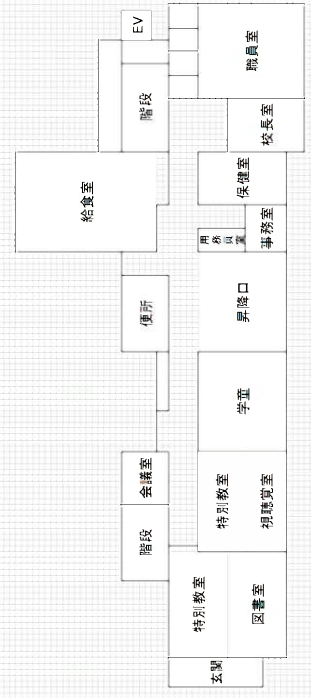 EV
職員室
階段
校長室
保健室
給食室
事務室
用務員室
昇降口
便所
学童
会議室
特別教室
視聴覚室
階段
特別教室
図書室
玄関